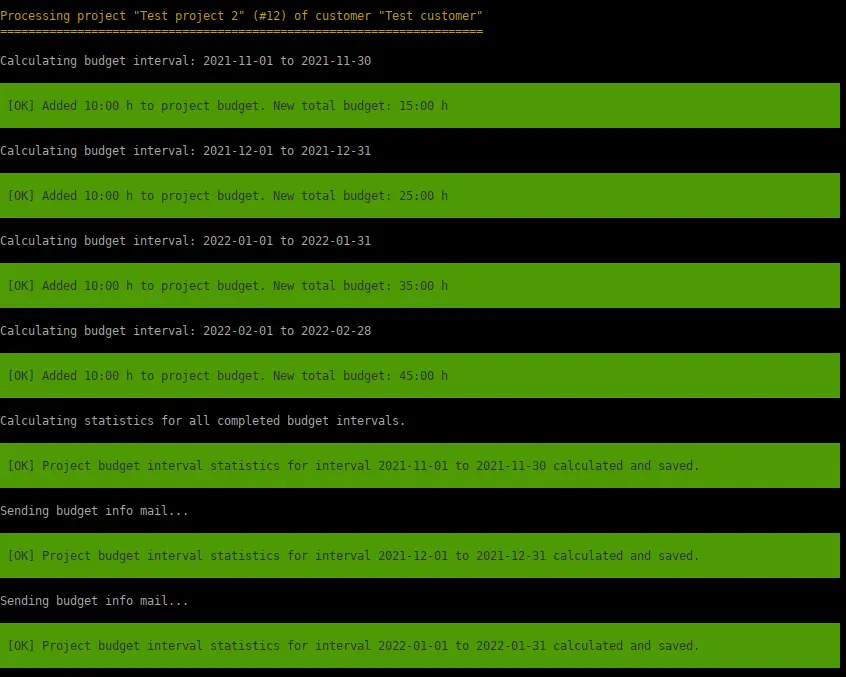 Processing project "Test project 2" (#12) of customer "Test customer"
=====================================================================
Calculating budget interval: 2021-11-01 to 2021-11-30
[OK] Added 10:00 h to project budget. New total budget: 15:00 h
Calculating budget interval: 2021-12-01 to 2021-12-31
[OK] Added 10:00 h to project budget. New total budget: 25:00 h
Calculating budget interval: 2022-01-01 to 2022-01-31
[OK] Added 10:00 h to project budget. New total budget: 35:00 h
Calculating budget interval: 2022-02-01 to 2022-02-28
[OK] Added 10:00 h to project budget. New total budget: 45:00 h
Calculating statistics for all completed budget intervals.
[OK] Project budget interval statistics for interval 2021-11-01 to 2021-11-30 calculated and saved.
Sending budget info mail...
[OK] Project budget interval statistics for interval 2021-12-01 to 2021-12-31 calculated and saved.
Sending budget info mail...
[OK] Project budget interval statistics for interval 2022-01-01 to 2022-01-31 calculated and saved.